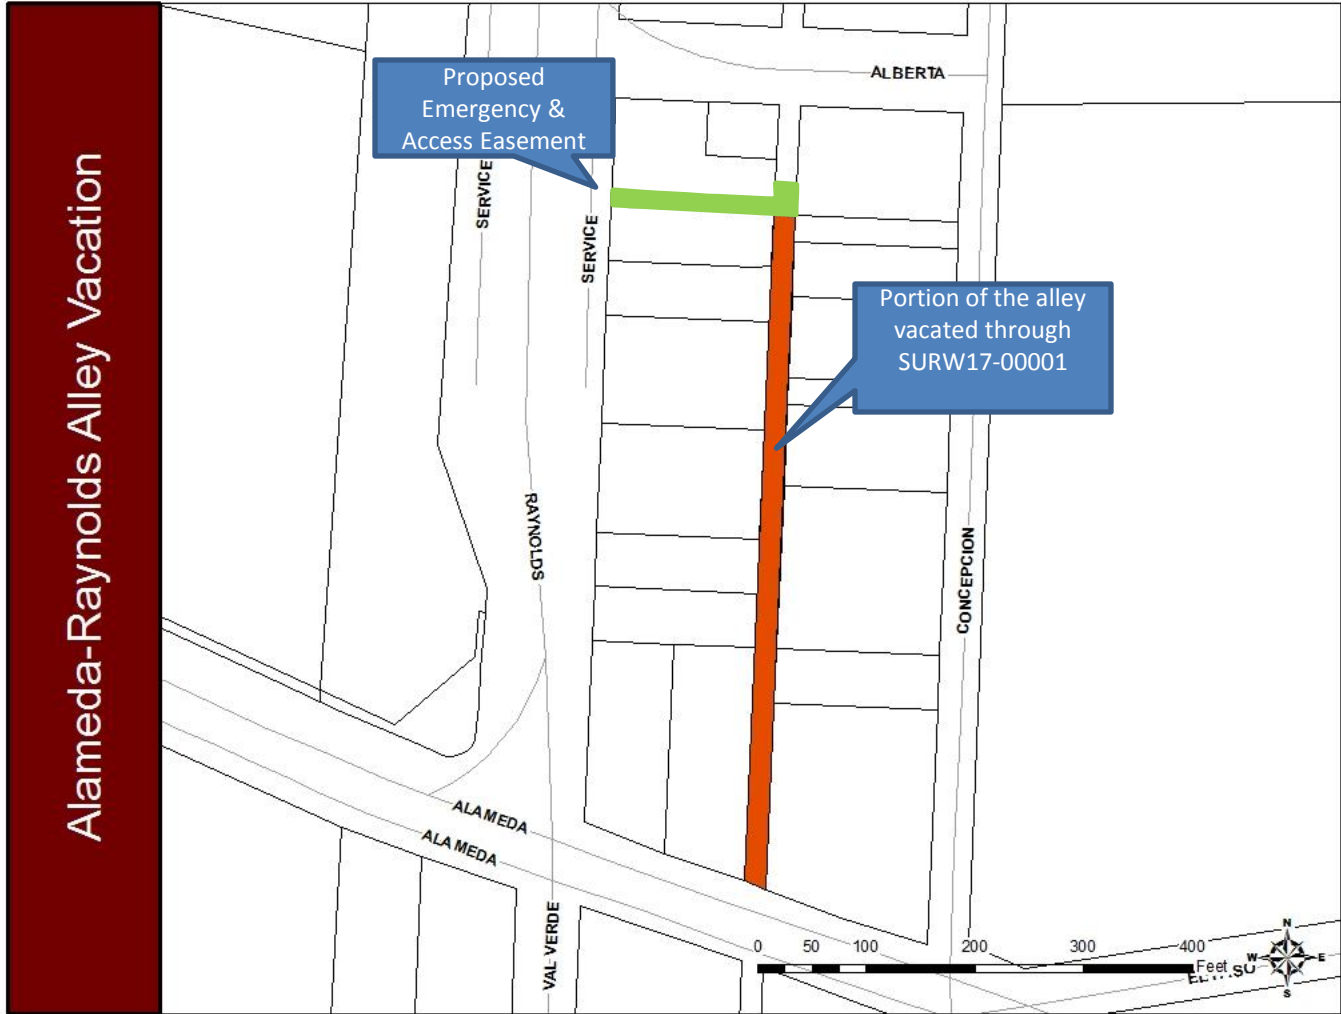 Alameda-Raynolds Alley Vacation
Proposed
Emergency &
Access Easement
ALBERTA
SERVICE
SERVICE
Portion of the alley
vacated through
SURW17-00001
RAYNOLDS
CONCEPCION
ALAMEDA
ALAMEDA
VAL VERDE
0 50 100 200 300 400
Feet
N
W E
S